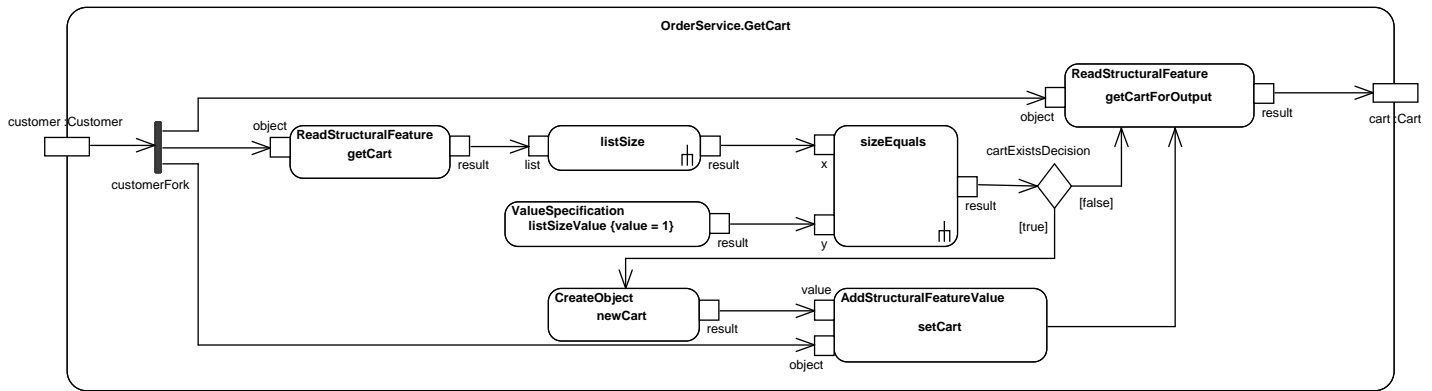 OrderService.GetCart
ReadStructuralFeature
getCartForOutput
object
result
customer :Customer
cart :Cart
customerFork
object
ReadStructuralFeature
getCart
result
list
listSize
result
x
y
sizeEquals
result
cartExistsDecision
[false]
[true]
ValueSpecification
listSizeValue {value = 1}
result
CreateObject
newCart
result
value
object
AddStructuralFeatureValue
setCart